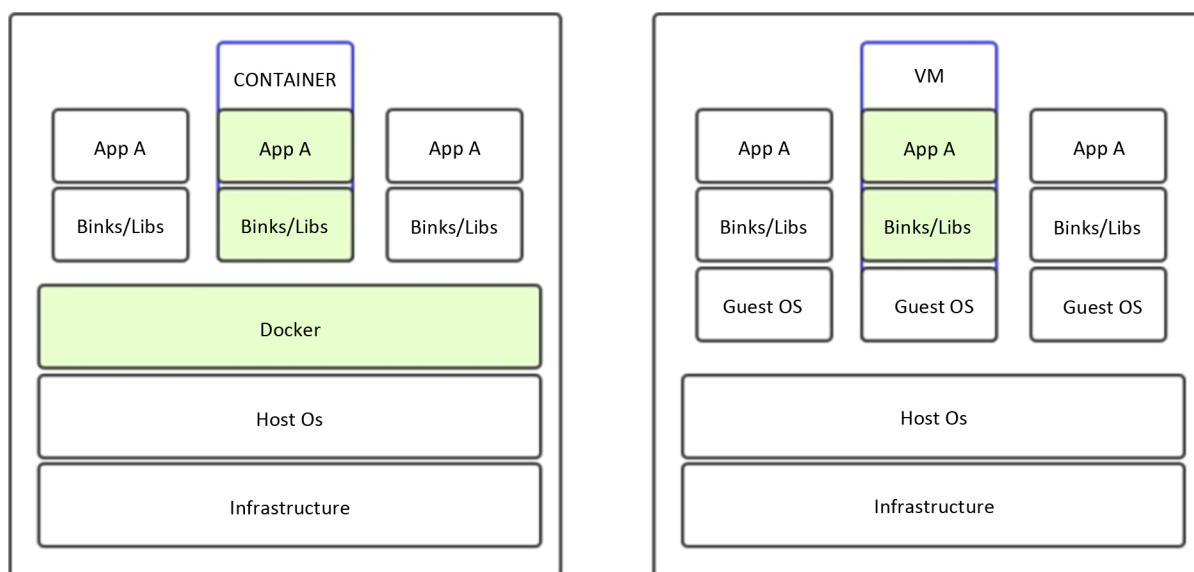 CONTAINER
App A
App A
App A
Binks/Libs
Binks/Libs
Binks/Libs
Docker
Host Os
Infrastructure
VM
App A
App A
App A
Binks/Libs
Binks/Libs
Binks/Libs
Guest OS
Guest OS
Guest OS
Host Os
Infrastructure